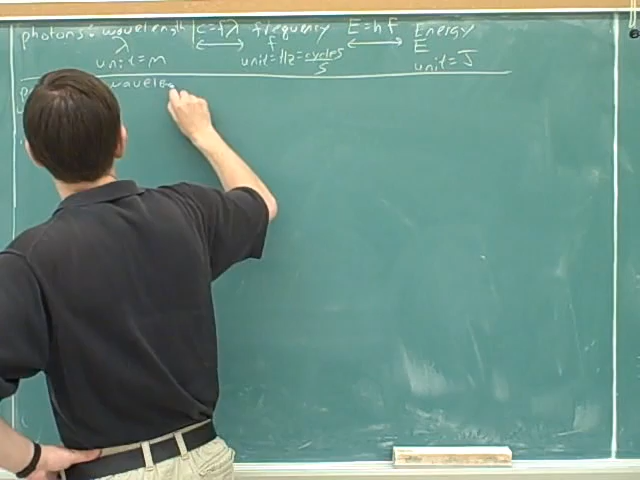 photons: wavelength c=fλ frequency E=hf Energy
λ f E
unit=m unit=Hz=cycles/s unit=J
wavele